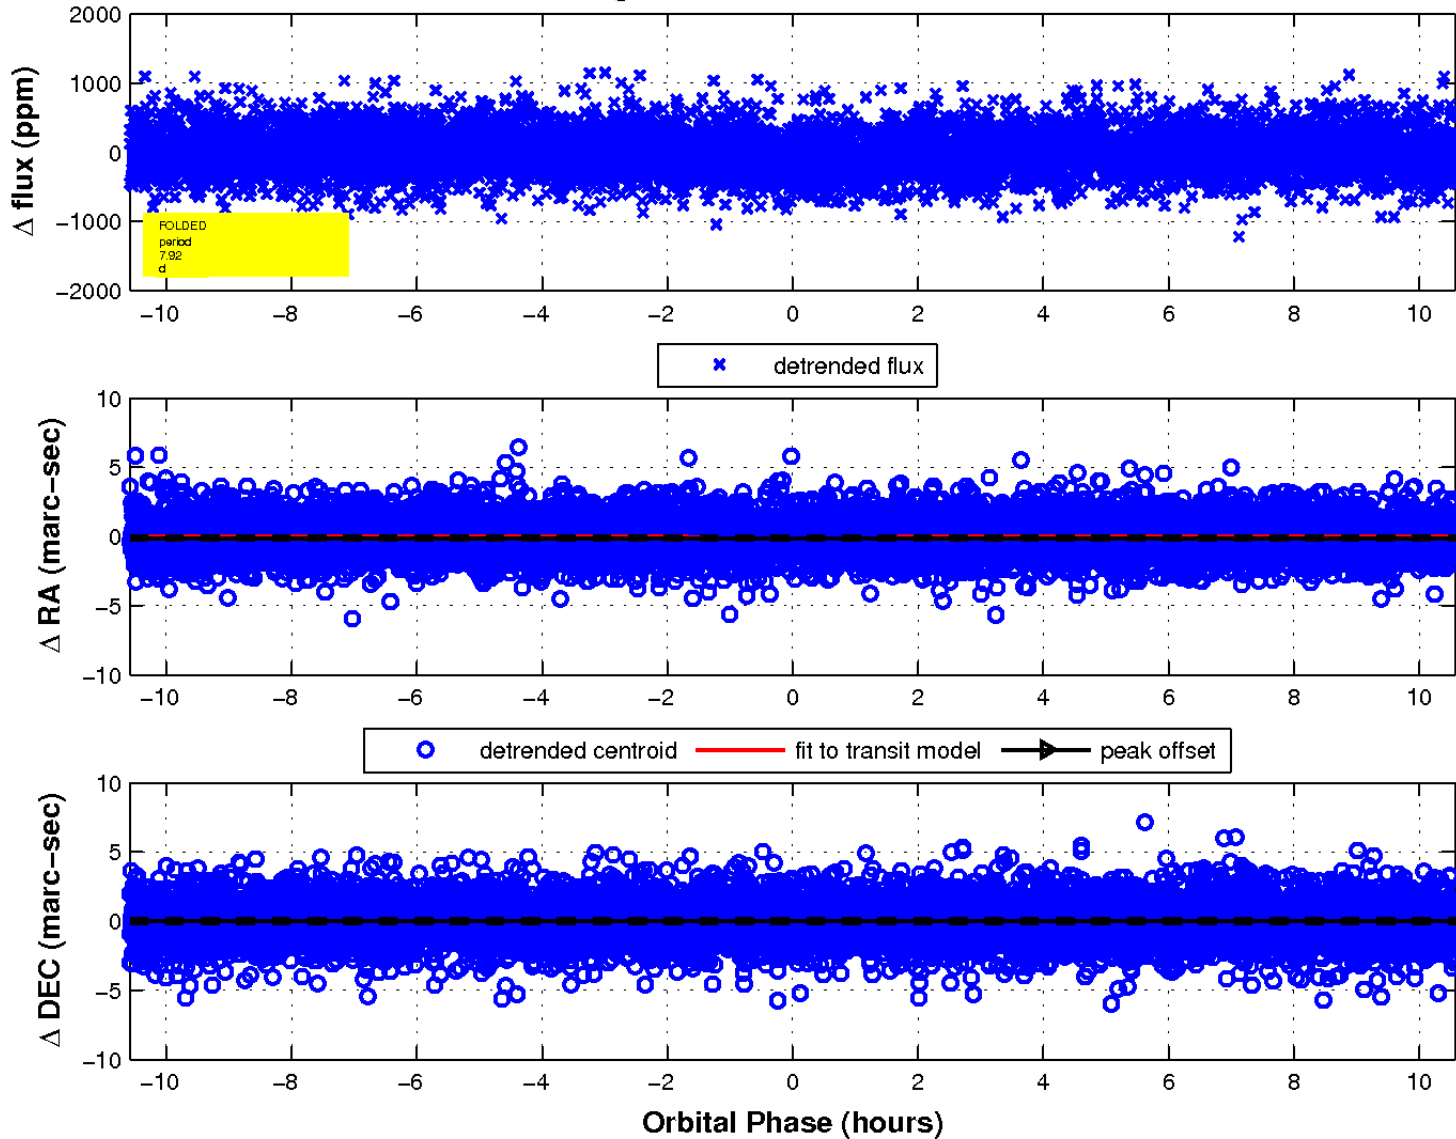 2000
1000
0
−1000
−2000
Δ flux (ppm)
FOLDED
period
7.92
d
−10 −8 −6 −4 −2 0 2 4 6 8 10
detrended flux
10
5
0
−5
−10
Δ RA (marc−sec)
−10 −8 −6 −4 −2 0 2 4 6 8 10
detrended centroid fit to transit model peak offset
10
5
0
−5
−10
Δ DEC (marc−sec)
−10 −8 −6 −4 −2 0 2 4 6 8 10
Orbital Phase (hours)